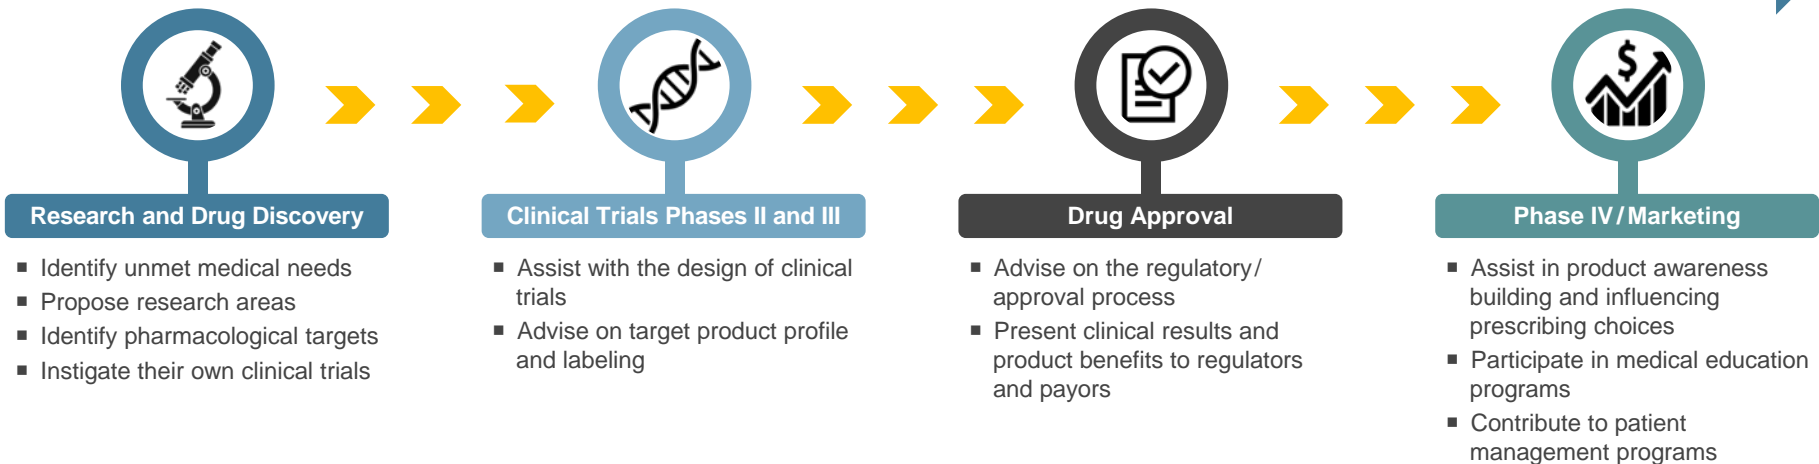 Research and Drug Discovery
■ Identify unmet medical needs
■ Propose research areas
■ Identify pharmacological targets
■ Instigate their own clinical trials
Clinical Trials Phases II and III
■ Assist with the design of clinical
trials
■ Advise on target product profile
and labeling
Drug Approval
■ Advise on the regulatory/
approval process
■ Present clinical results and
product benefits to regulators
and payors
$
Phase IV/Marketing
■ Assist in product awareness
building and influencing
prescribing choices
■ Participate in medical education
programs
■ Contribute to patient
management programs